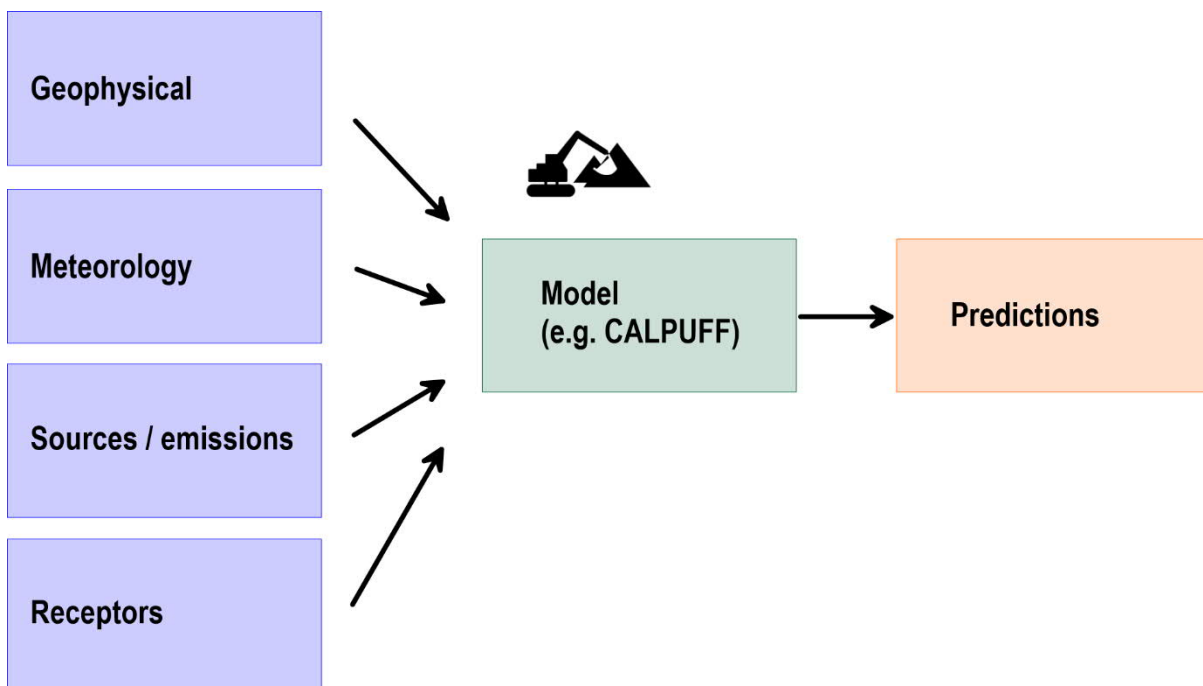 Geophysical
Meteorology
Sources / emissions
Receptors
Model
(e.g. CALPUFF)
Predictions